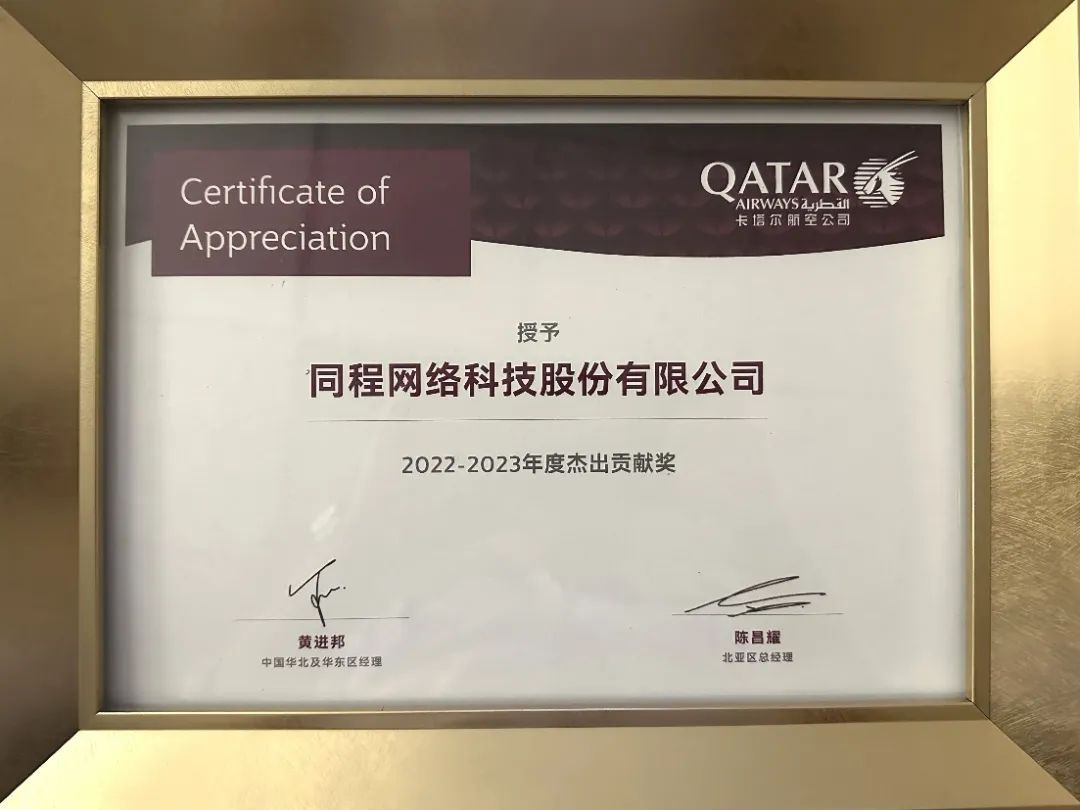 Certificate of
Appreciation
QATAR
AIRWAYS القطرية
卡塔尔航空公司
授予
同程网络科技股份有限公司
2022-2023年度杰出贡献奖
黄进邦
中国华北及华东区经理
陈昌耀
北亚区总经理